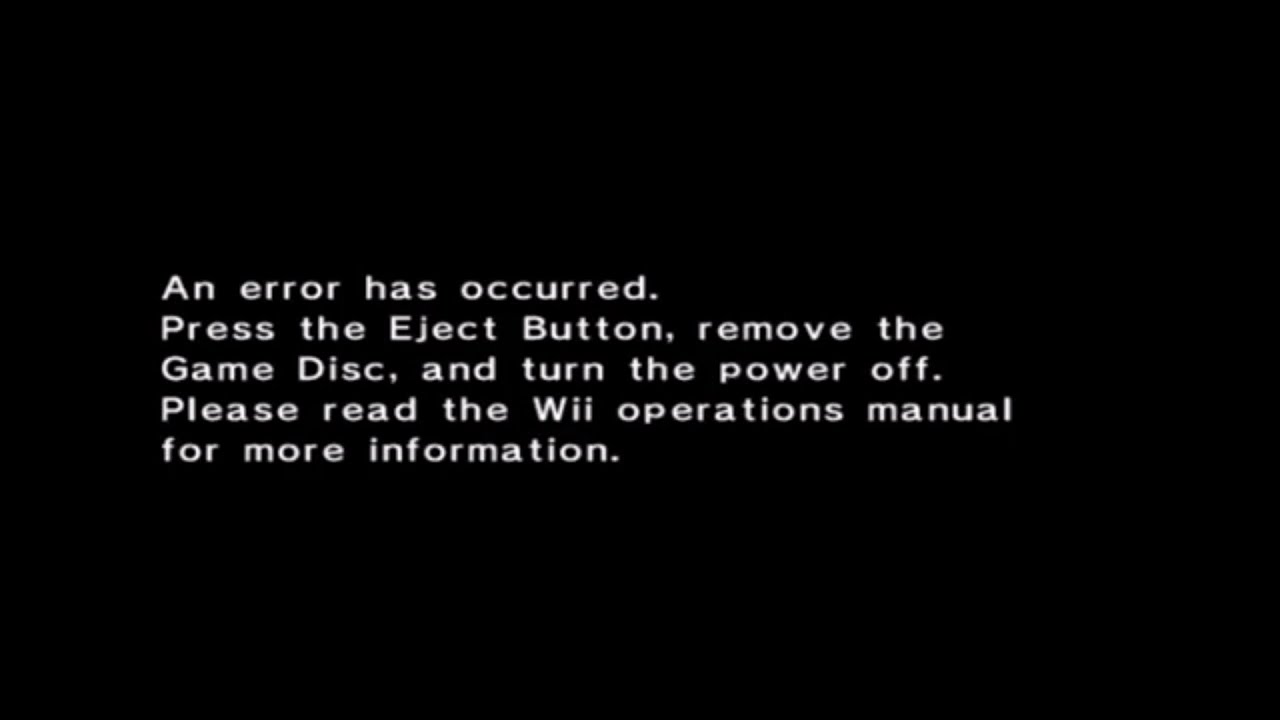 An error has occurred.
Press the Eject Button, remove the
Game Disc, and turn the power off.
Please read the Wii operations manual
for more information.